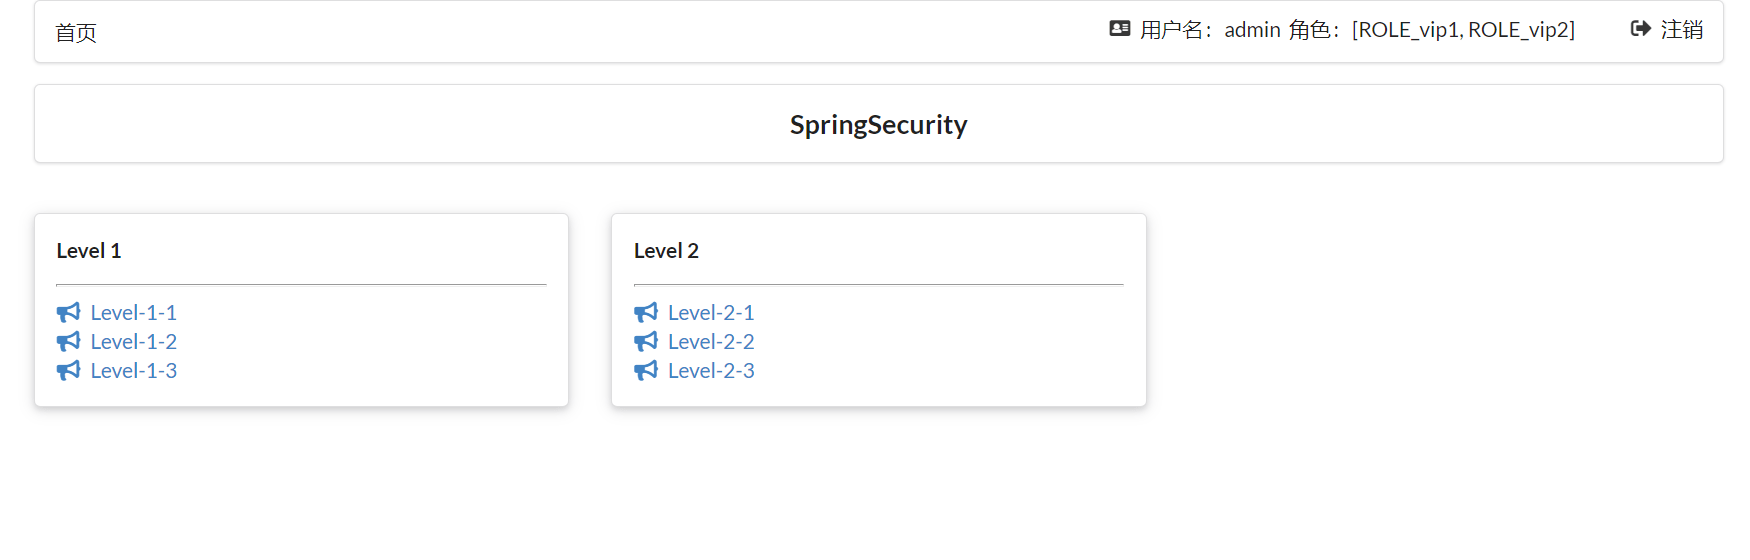 首页
用户名：admin 角色：[ROLE_vip1, ROLE_vip2]
注销
SpringSecurity
Level 1
Level-1-1
Level-1-2
Level-1-3
Level 2
Level-2-1
Level-2-2
Level-2-3